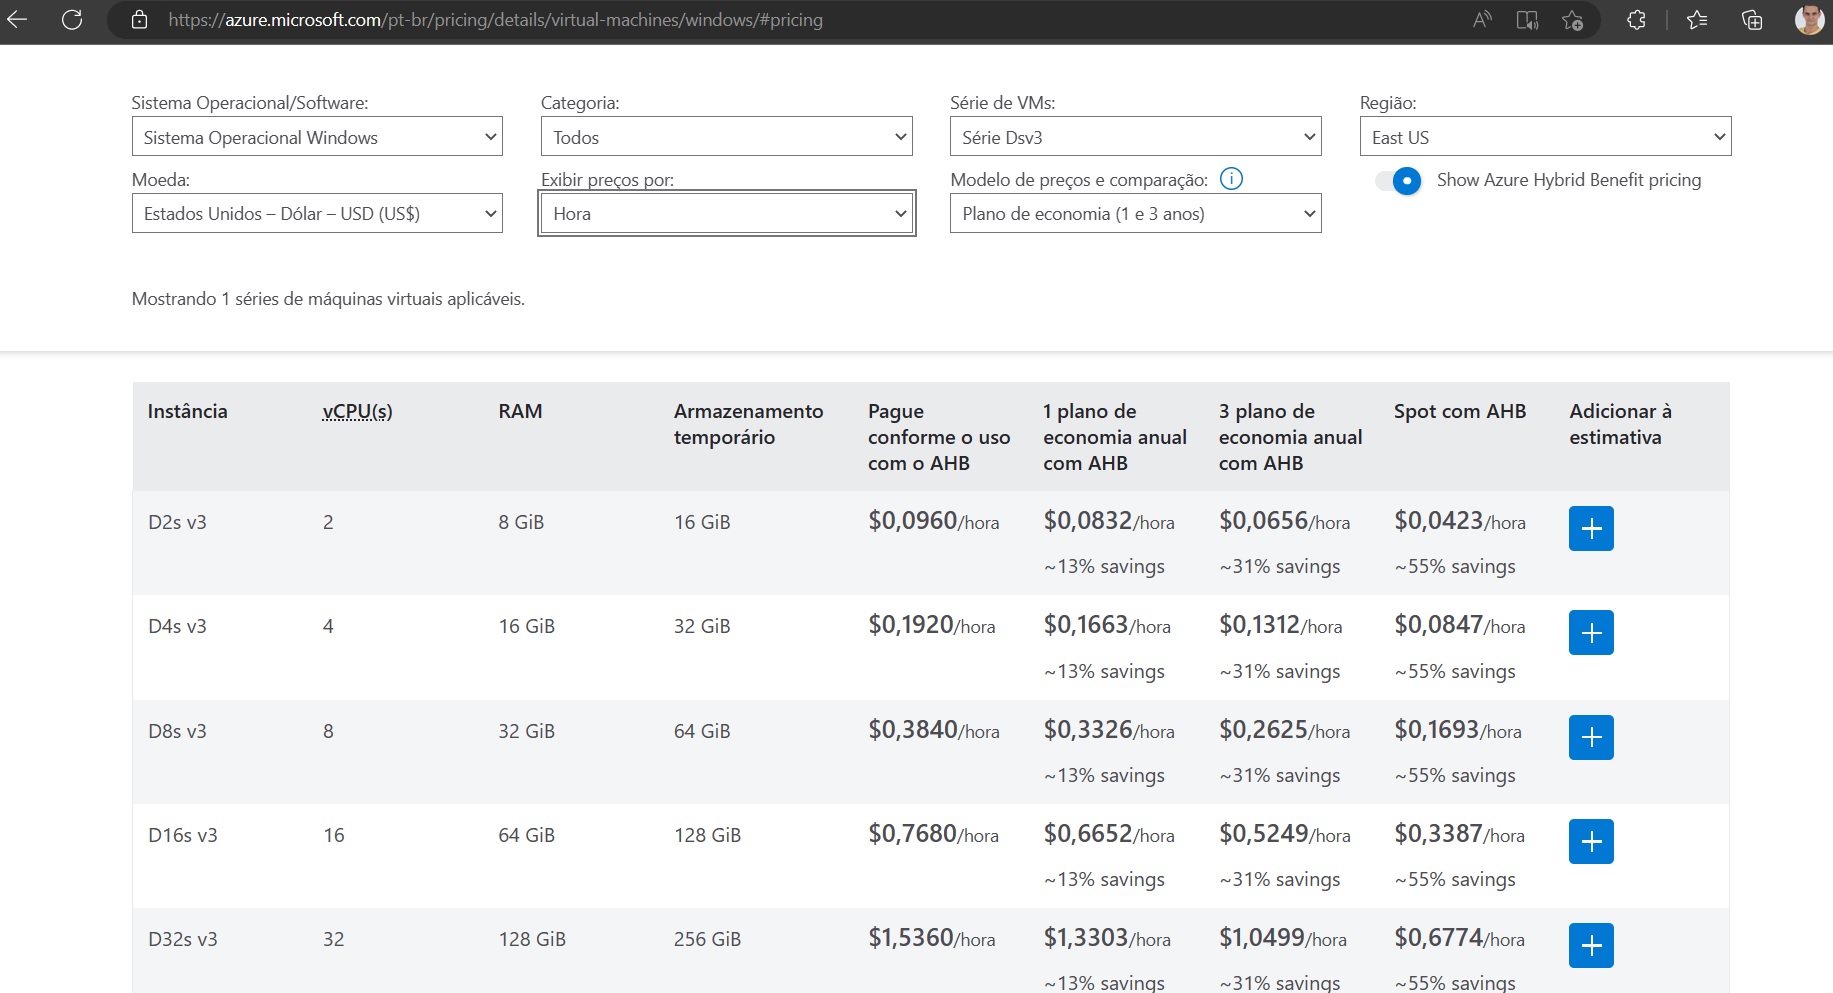 https://azure.microsoft.com/pt-br/pricing/details/virtual-machines/windows/#pricing
Sistema Operacional/Software:
Categoria:
Série de VMs:
Região:
Sistema Operacional Windows
Todos
Série Dsv3
East US
Moeda:
Exibir preços por:
Modelo de preços e comparação:
Show Azure Hybrid Benefit pricing
Estados Unidos – Dólar – USD (US$)
Hora
Plano de economia (1 e 3 anos)
Mostrando 1 séries de máquinas virtuais aplicáveis.
Instância
vCPU(s)
RAM
Armazenamento
temporário
Pague
conforme o uso
com o AHB
1 plano de
economia anual
com AHB
3 plano de
economia anual
com AHB
Spot com AHB
Adicionar à
estimativa
D2s v3 2 8 GiB 16 GiB $0,0960/hora $0,0832/hora $0,0656/hora $0,0423/hora
~13% savings ~31% savings ~55% savings
D4s v3 4 16 GiB 32 GiB $0,1920/hora $0,1663/hora $0,1312/hora $0,0847/hora
~13% savings ~31% savings ~55% savings
D8s v3 8 32 GiB 64 GiB $0,3840/hora $0,3326/hora $0,2625/hora $0,1693/hora
~13% savings ~31% savings ~55% savings
D16s v3 16 64 GiB 128 GiB $0,7680/hora $0,6652/hora $0,5249/hora $0,3387/hora
~13% savings ~31% savings ~55% savings
D32s v3 32 128 GiB 256 GiB $1,5360/hora $1,3303/hora $1,0499/hora $0,6774/hora
~13% savings ~31% savings ~55% savings